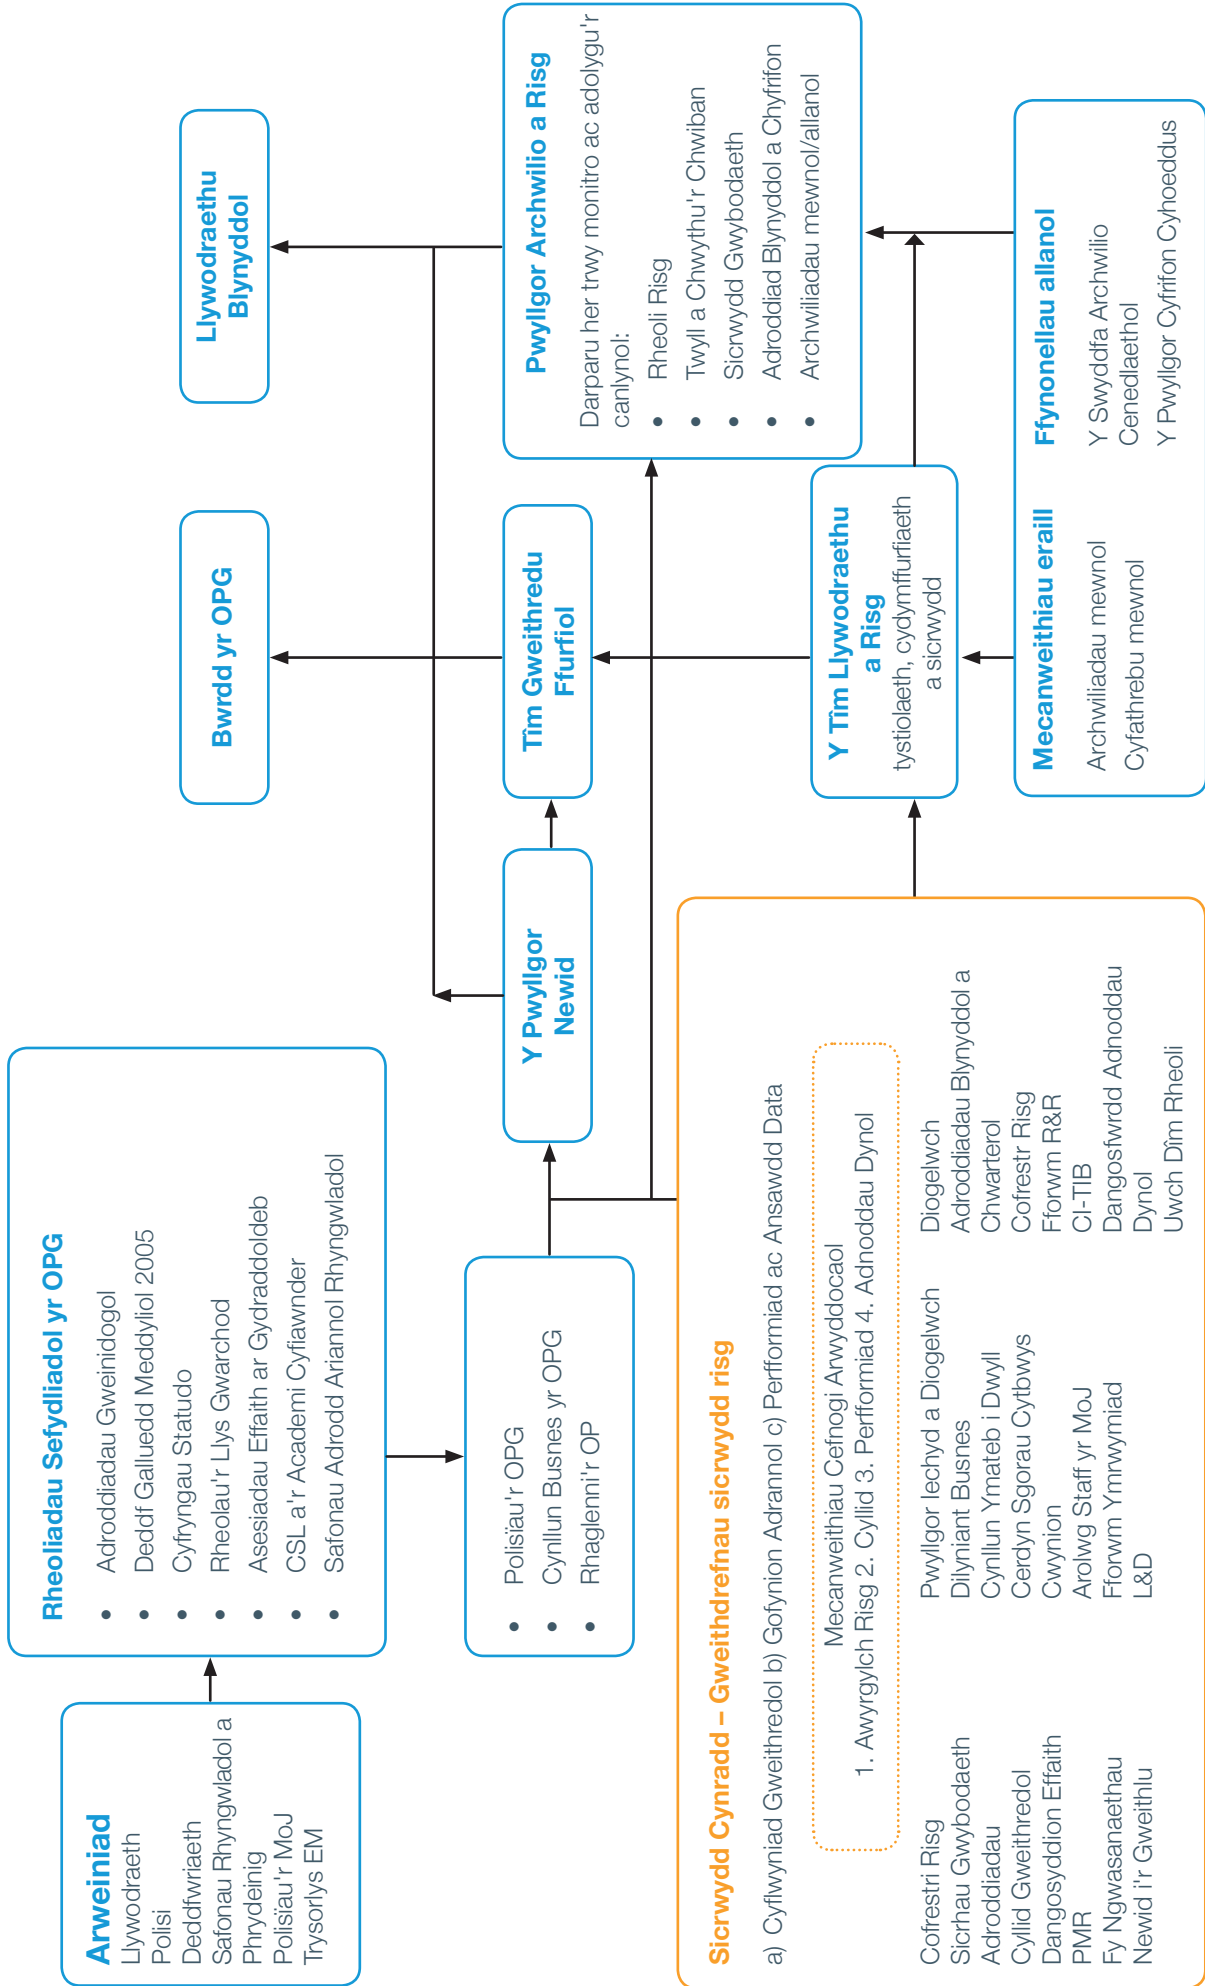 Arweiniad
Llywodraeth
Polisi
Deddfwriaeth
Safonau Rhyngwladol a
Phrydeinig
Polisïau'r MoJ
Trysorlys EM
Rheoliadau Sefydliadol yr OPG
• Adroddiadau Gweinidogol
• Deddf Galluedd Meddyliol 2005
• Cyfryngau Statudo
• Rheolau'r Llys Gwarchod
• Asesiadau Effaith ar Gydraddoldeb
• CSL a'r Academi Cyfiawnder
• Safonau Adrodd Ariannol Rhyngwladol
Bwrdd yr OPG
Llywodraethu
Blynyddol
• Polisïau'r OPG
• Cynllun Busnes yr OPG
• Rhaglenni'r OP
Y Pwyllgor
Newid
Tîm Gweithredu
Ffurfiol
Pwyllgor Archwilio a Risg
Darparu her trwy monitro ac adolygu'r
canlynol:
• Rheoli Risg
• Twyll a Chwythu'r Chwiban
• Sicrwydd Gwybodaeth
• Adroddiad Blynyddol a Chyfrifon
• Archwiliadau mewnol/allanol
Sicrwydd Cynradd – Gweithdrefnau sicrwydd risg
a) Cyflwyniad Gweithredol b) Gofynion Adrannol c) Perfformiad ac Ansawdd Data
Mecanweithiau Cefnogi Arwyddocaol
1. Awyrgylch Risg 2. Cyllid 3. Perfformiad 4. Adnoddau Dynol
Cofrestri Risg
Sicrhau Gwybodaeth
Adroddiadau
Cyllid Gweithredol
Dangosyddion Effaith
PMR
Fy Ngwasanaethau
Newid i'r Gweithlu
Pwyllgor Iechyd a Diogelwch
Dilyniant Busnes
Cynllun Ymateb i Dwyll
Cerdyn Sgorau Cytbwys
Cwynion
Arolwg Staff yr MoJ
Fforwm Ymrwymiad
L&D
Diogelwch
Adroddiadau Blynyddol a
Chwarterol
Cofrestr Risg
Fforwm R&R
CI-TIB
Dangosfwrdd Adnoddau
Dynol
Uwch Dîm Rheoli
Y Tîm Llywodraethu
a Risg
tystiolaeth, cydymffurfiaeth
a sicrwydd
Mecanweithiau eraill
Archwiliadau mewnol
Cyfathrebu mewnol
Ffynonellau allanol
Y Swyddfa Archwilio
Cenedlaethol
Y Pwyllgor Cyfrifon Cyhoeddus